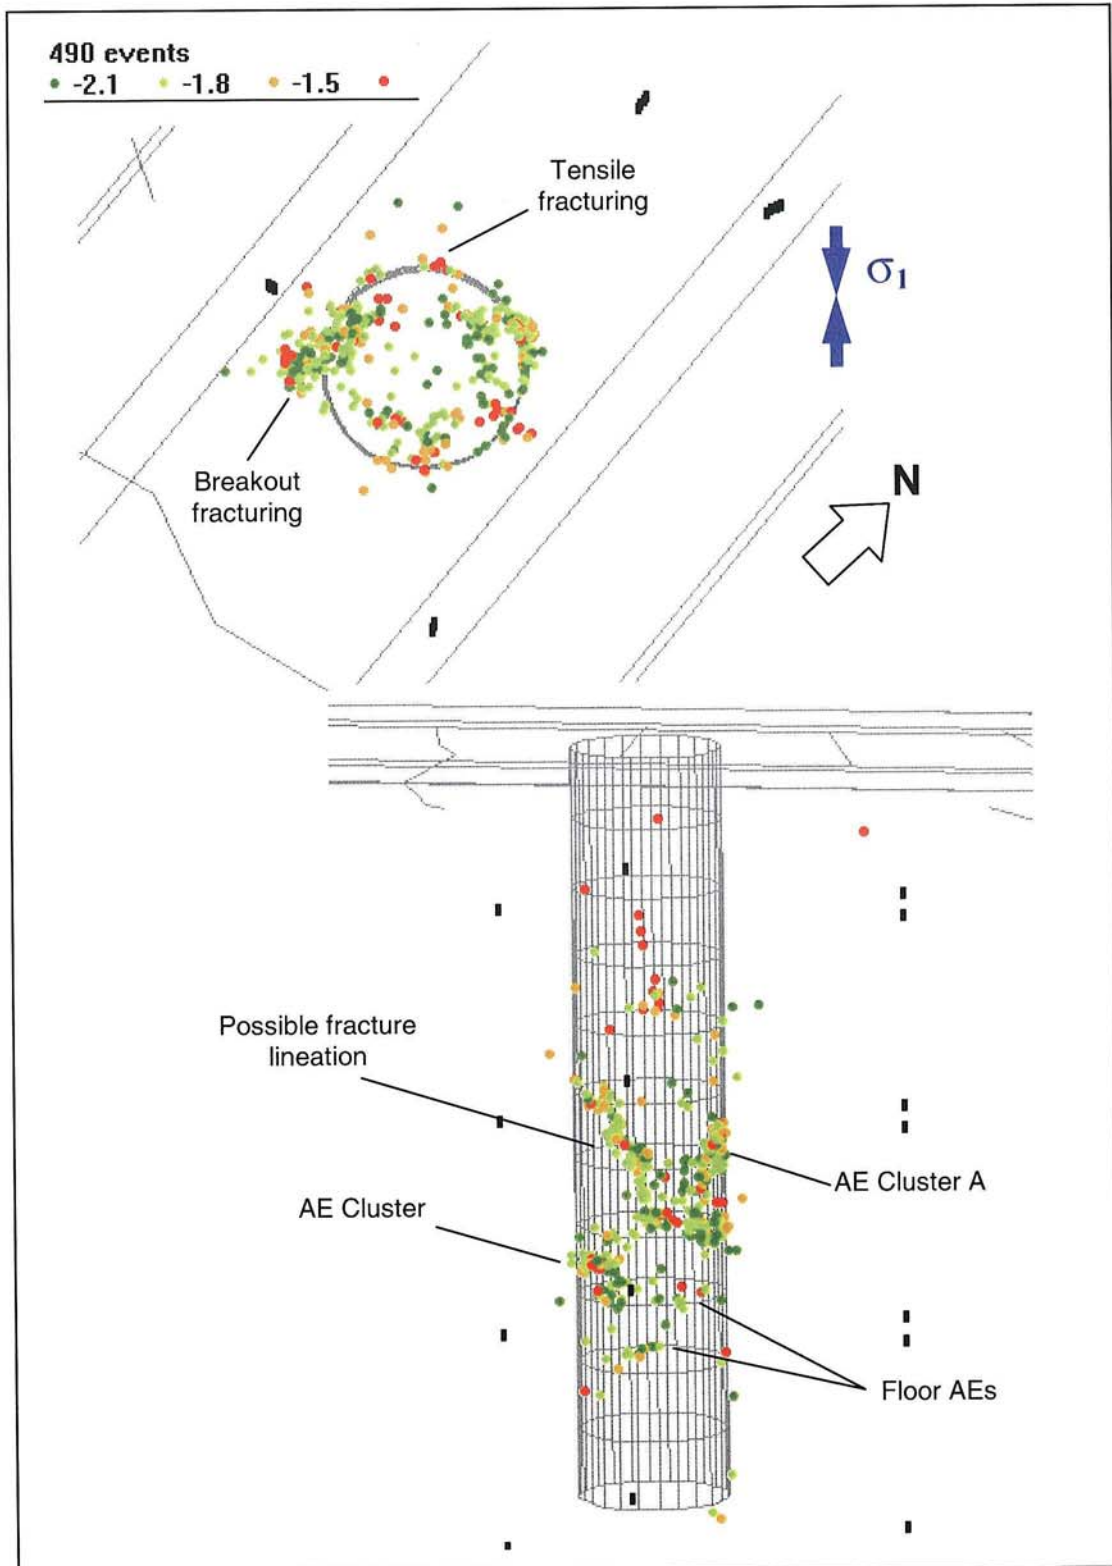 490 events
-2.1 -1.8 -1.5
Tensile
fracturing
σ1
Breakout
fracturing
N
Possible fracture
lineation
AE Cluster A
AE Cluster
Floor AEs